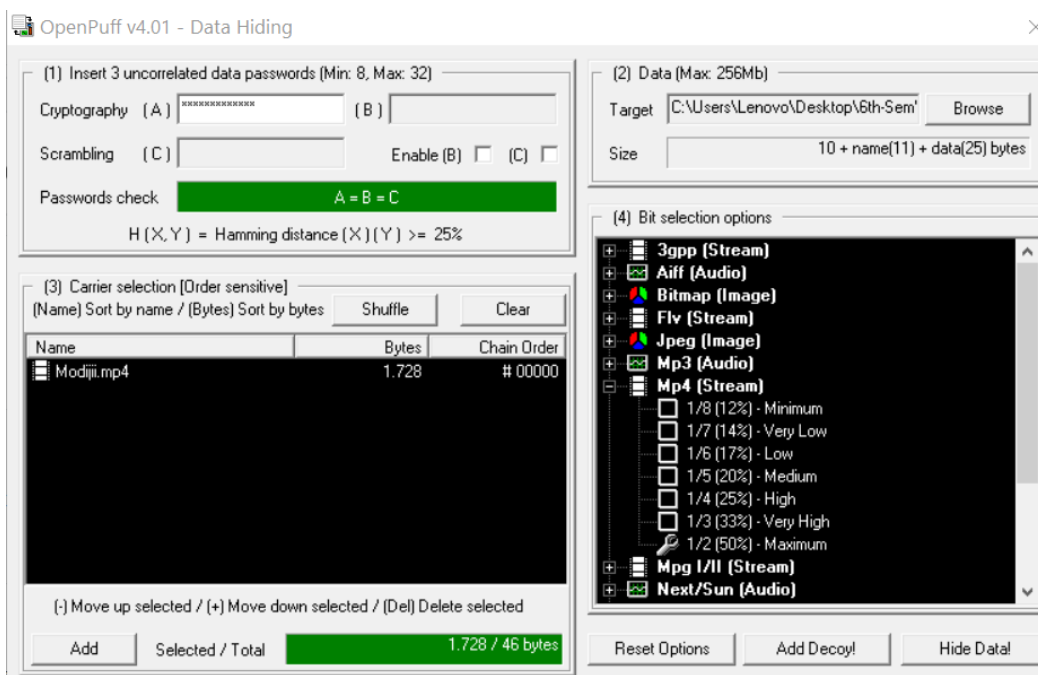 OpenPuff v4.01 - Data Hiding
(1) Insert 3 uncorrelated data passwords (Min: 8, Max: 32)
Cryptography (A) ************* (B)
Scrambling (C) Enable (B) (C)
Passwords check A = B = C
H (X,Y) = Hamming distance (X)(Y) >= 25%
(2) Data (Max: 256Mb)
Target C:\Users\Lenovo\Desktop\6th-Sem' Browse
Size 10 + name(11) + data(25) bytes
(3) Carrier selection [Order sensitive]
(Name) Sort by name / (Bytes) Sort by bytes Shuffle Clear
Name Bytes Chain Order
Modijii.mp4 1.728 # 00000
(-) Move up selected / (+) Move down selected / (Del) Delete selected
Add Selected / Total 1.728 / 46 bytes
(4) Bit selection options
3gpp (Stream)
Aiff (Audio)
Bitmap (Image)
Flv (Stream)
Jpeg (Image)
Mp3 (Audio)
Mp4 (Stream)
1/8 (12%) - Minimum
1/7 (14%) - Very Low
1/6 (17%) - Low
1/5 (20%) - Medium
1/4 (25%) - High
1/3 (33%) - Very High
1/2 (50%) - Maximum
Mpg I/II (Stream)
Next/Sun (Audio)
Reset Options Add Decoy! Hide Data!